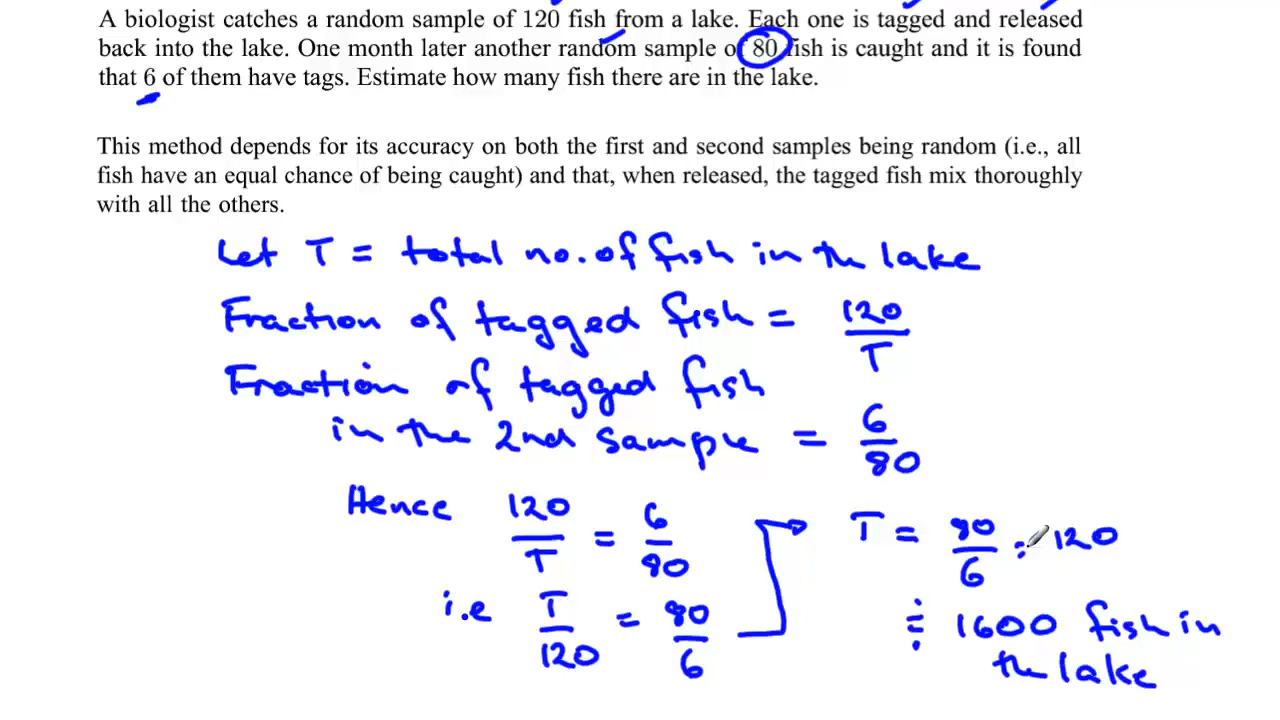 A biologist catches a random sample of 120 fish from a lake. Each one is tagged and released
back into the lake. One month later another random sample of 80 fish is caught and it is found
that 6 of them have tags. Estimate how many fish there are in the lake.
This method depends for its accuracy on both the first and second samples being random (i.e., all
fish have an equal chance of being caught) and that, when released, the tagged fish mix thoroughly
with all the others.
Let T = total no. of fish in the lake
Fraction of tagged fish = 120/T
Fraction of tagged fish
in the 2nd sample = 6/80
Hence 120/T = 6/80
i.e T/120 = 80/6
T = 80/6 × 120
≑ 1600 fish in
the lake